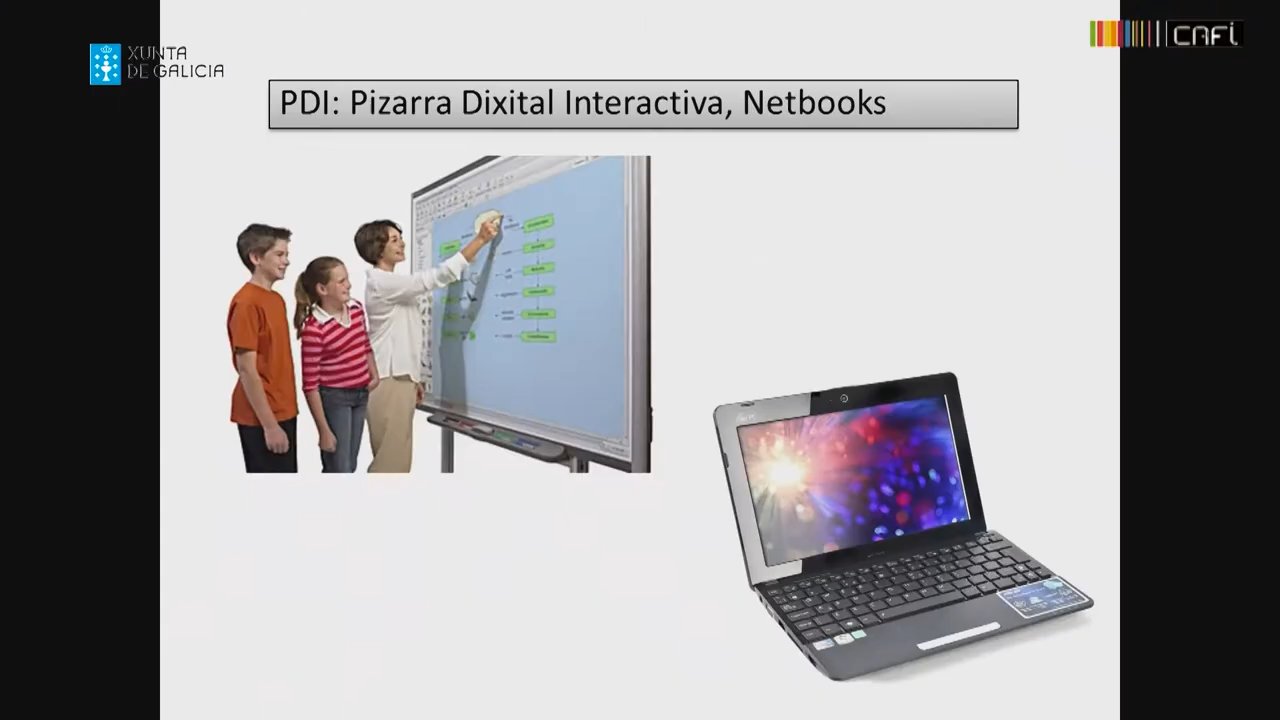 XUNTA
DE GALICIA
CAFi
PDI: Pizarra Dixital Interactiva, Netbooks